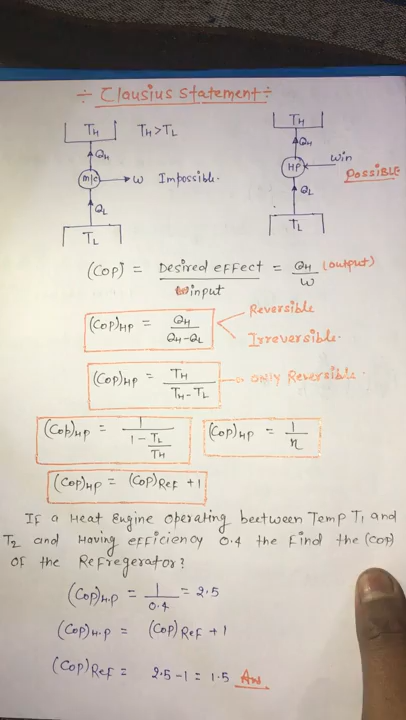 ÷ Clausius Statement ÷
TH TH>TL TH
QH QH
M/c → W Impossible. HP Win Possible
QL QL
TL TL
(COP) = Desired effect / input = QH (output) / W
(COP)HP = QH / QH-QL Reversible
Irreversible.
(COP)HP = TH / TH-TL → Only Reversible.
(COP)HP = 1 / 1-TL/TH (COP)HP = 1/η
(COP)HP = (COP)Ref +1
If a Heat Engine operating beetween Temp T1 and
T2 and Having efficiency 0.4 the find the (COP)
of the Refregerator?
(COP)H.P = 1/0.4 = 2.5
(COP)H.P = (COP)Ref +1
(COP)Ref = 2.5-1 = 1.5 An